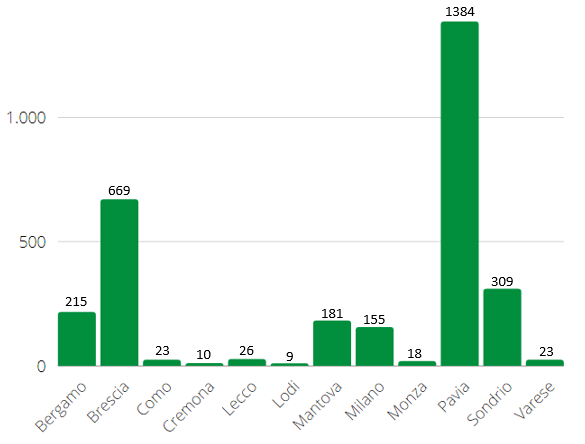 1384
1.000
669
500
309
215
181
155
23
10
26
9
18
23
0
Bergamo
Brescia
Como
Cremona
Lecco
Lodi
Mantova
Milano
Monza
Pavia
Sondrio
Varese